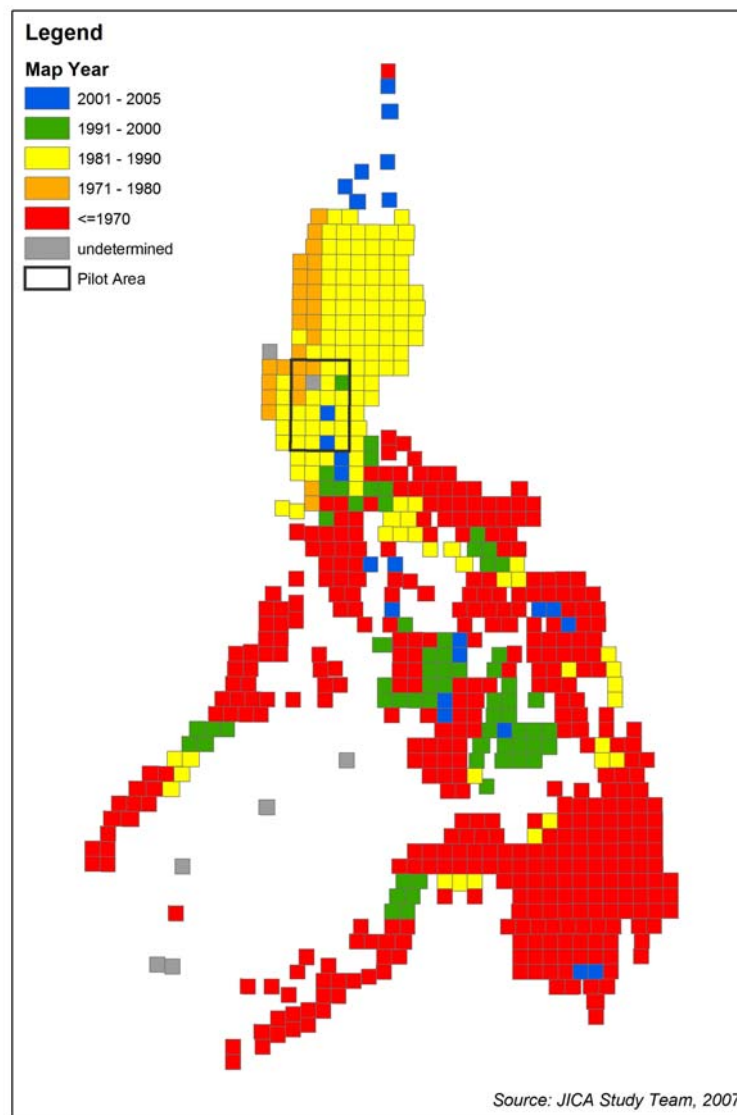 Legend
Map Year
2001 - 2005
1991 - 2000
1981 - 1990
1971 - 1980
<=1970
undetermined
Pilot Area
Source: JICA Study Team, 2007